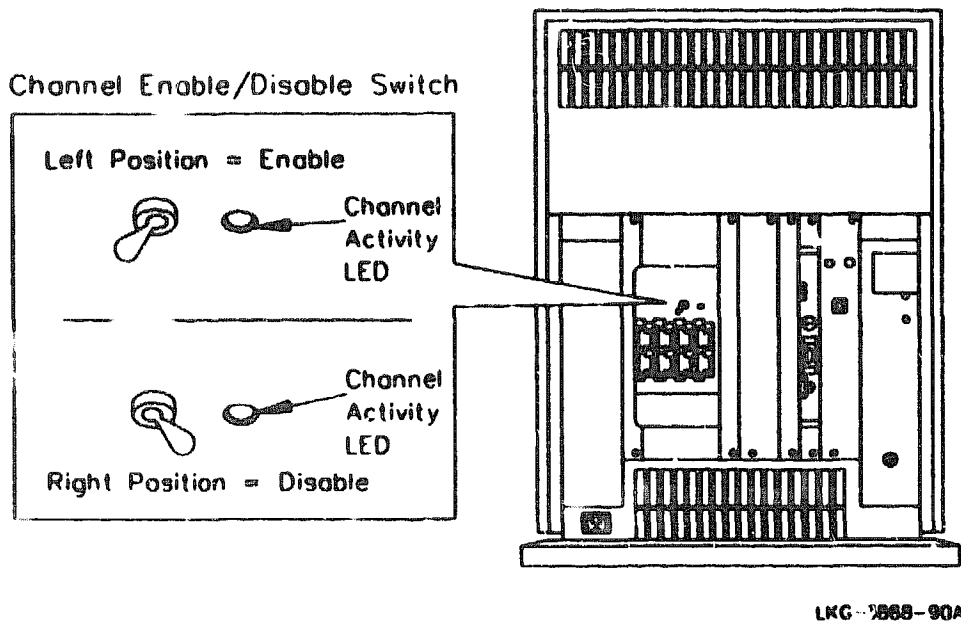 Channel Enable/Disable Switch
Left Position = Enable
Channel
Activity
LED
Channel
Activity
LED
Right Position = Disable